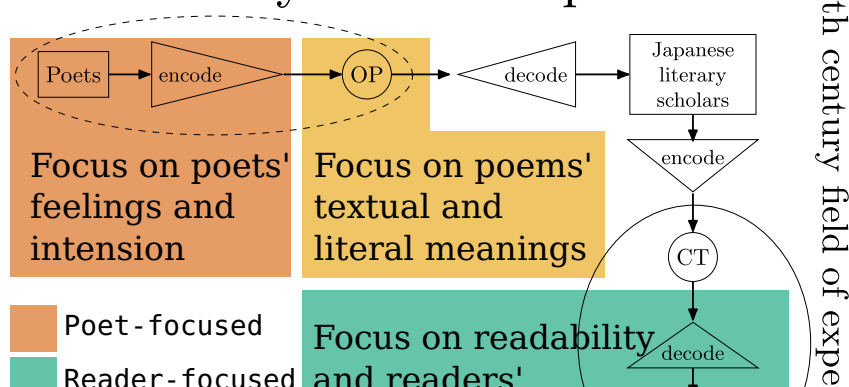 Poets
encode
OP
decode
Japanese
literary
scholars
Focus on poets'
feelings and
intension
Focus on poems'
textual and
literal meanings
encode
CT
Poet-focused
Reader-focused
Focus on readability
and readers'
decode
th century field of expe